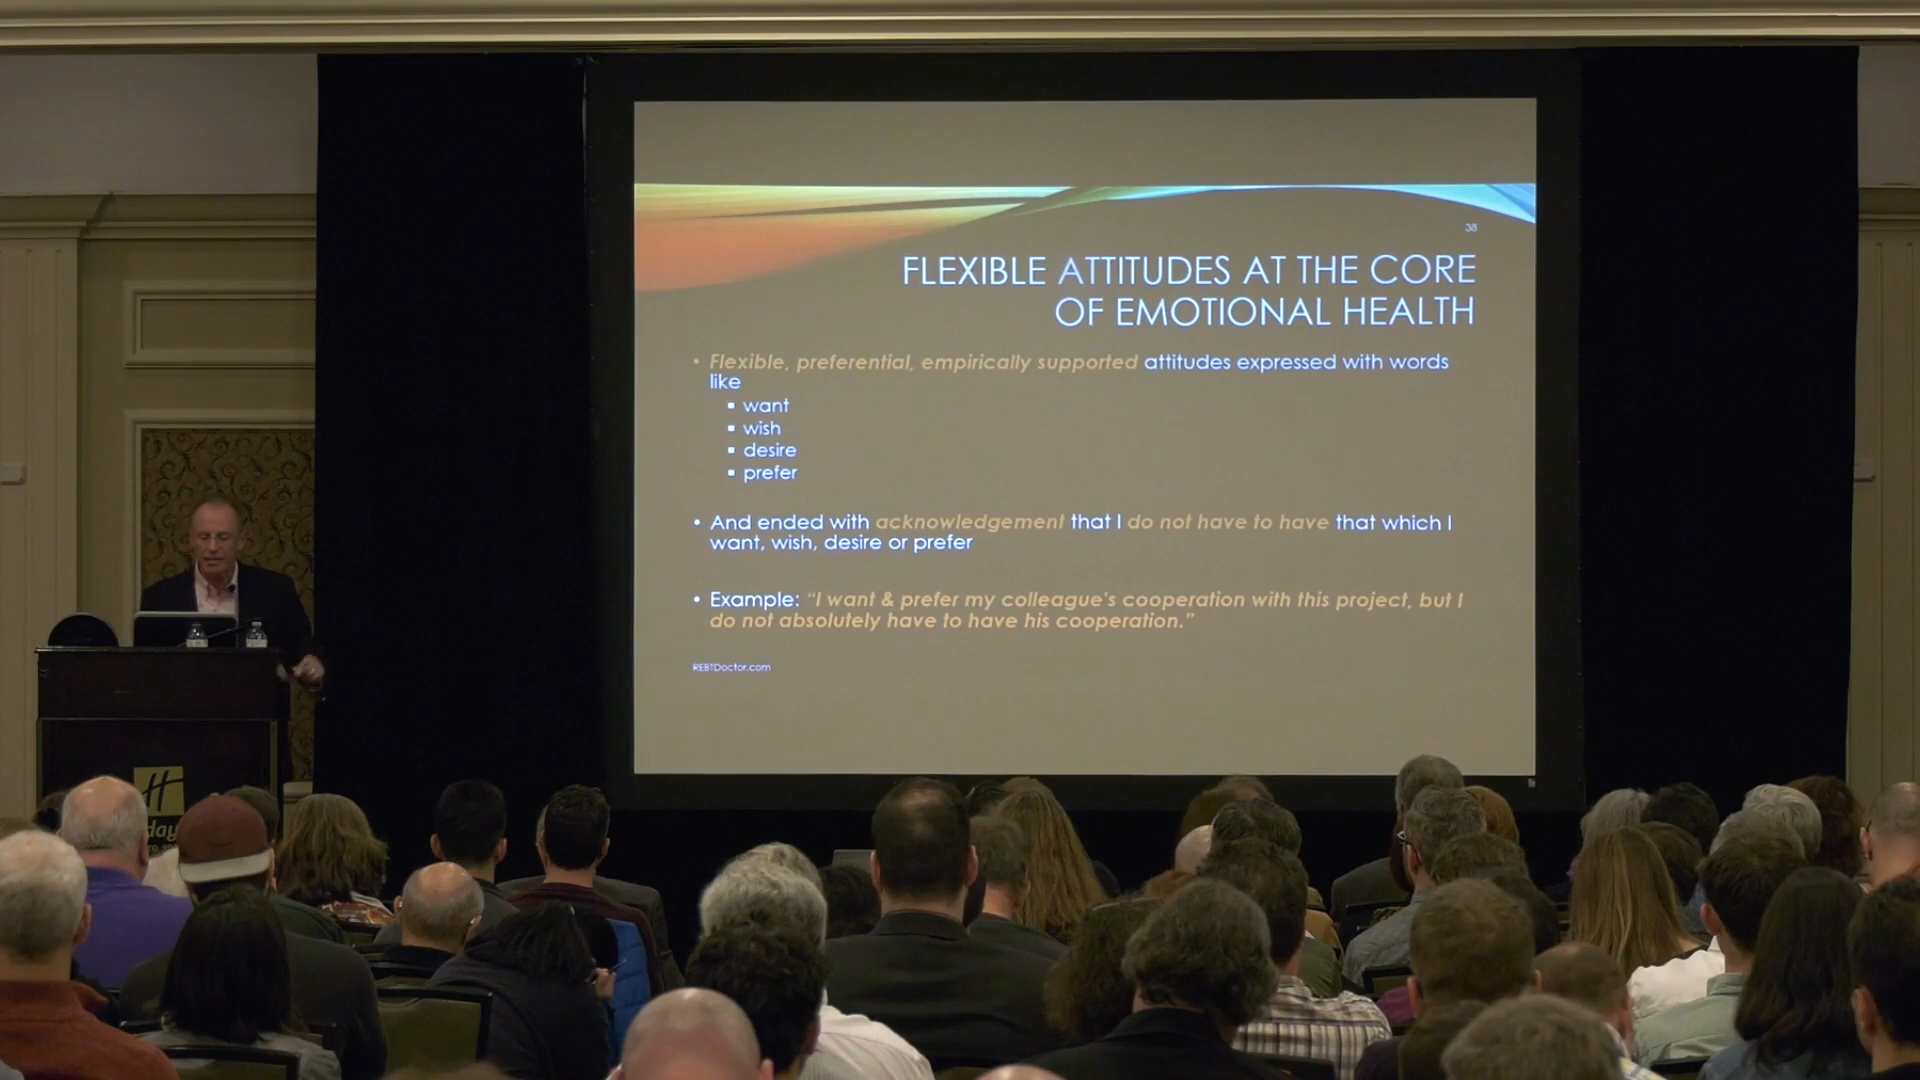 38
FLEXIBLE ATTITUDES AT THE CORE
OF EMOTIONAL HEALTH
• Flexible, preferential, empirically supported attitudes expressed with words
like
▪ want
▪ wish
▪ desire
▪ prefer
• And ended with acknowledgement that I do not have to have that which I
want, wish, desire or prefer
• Example: “I want & prefer my colleague’s cooperation with this project, but I
do not absolutely have to have his cooperation.”
REBTDoctor.com
H
day